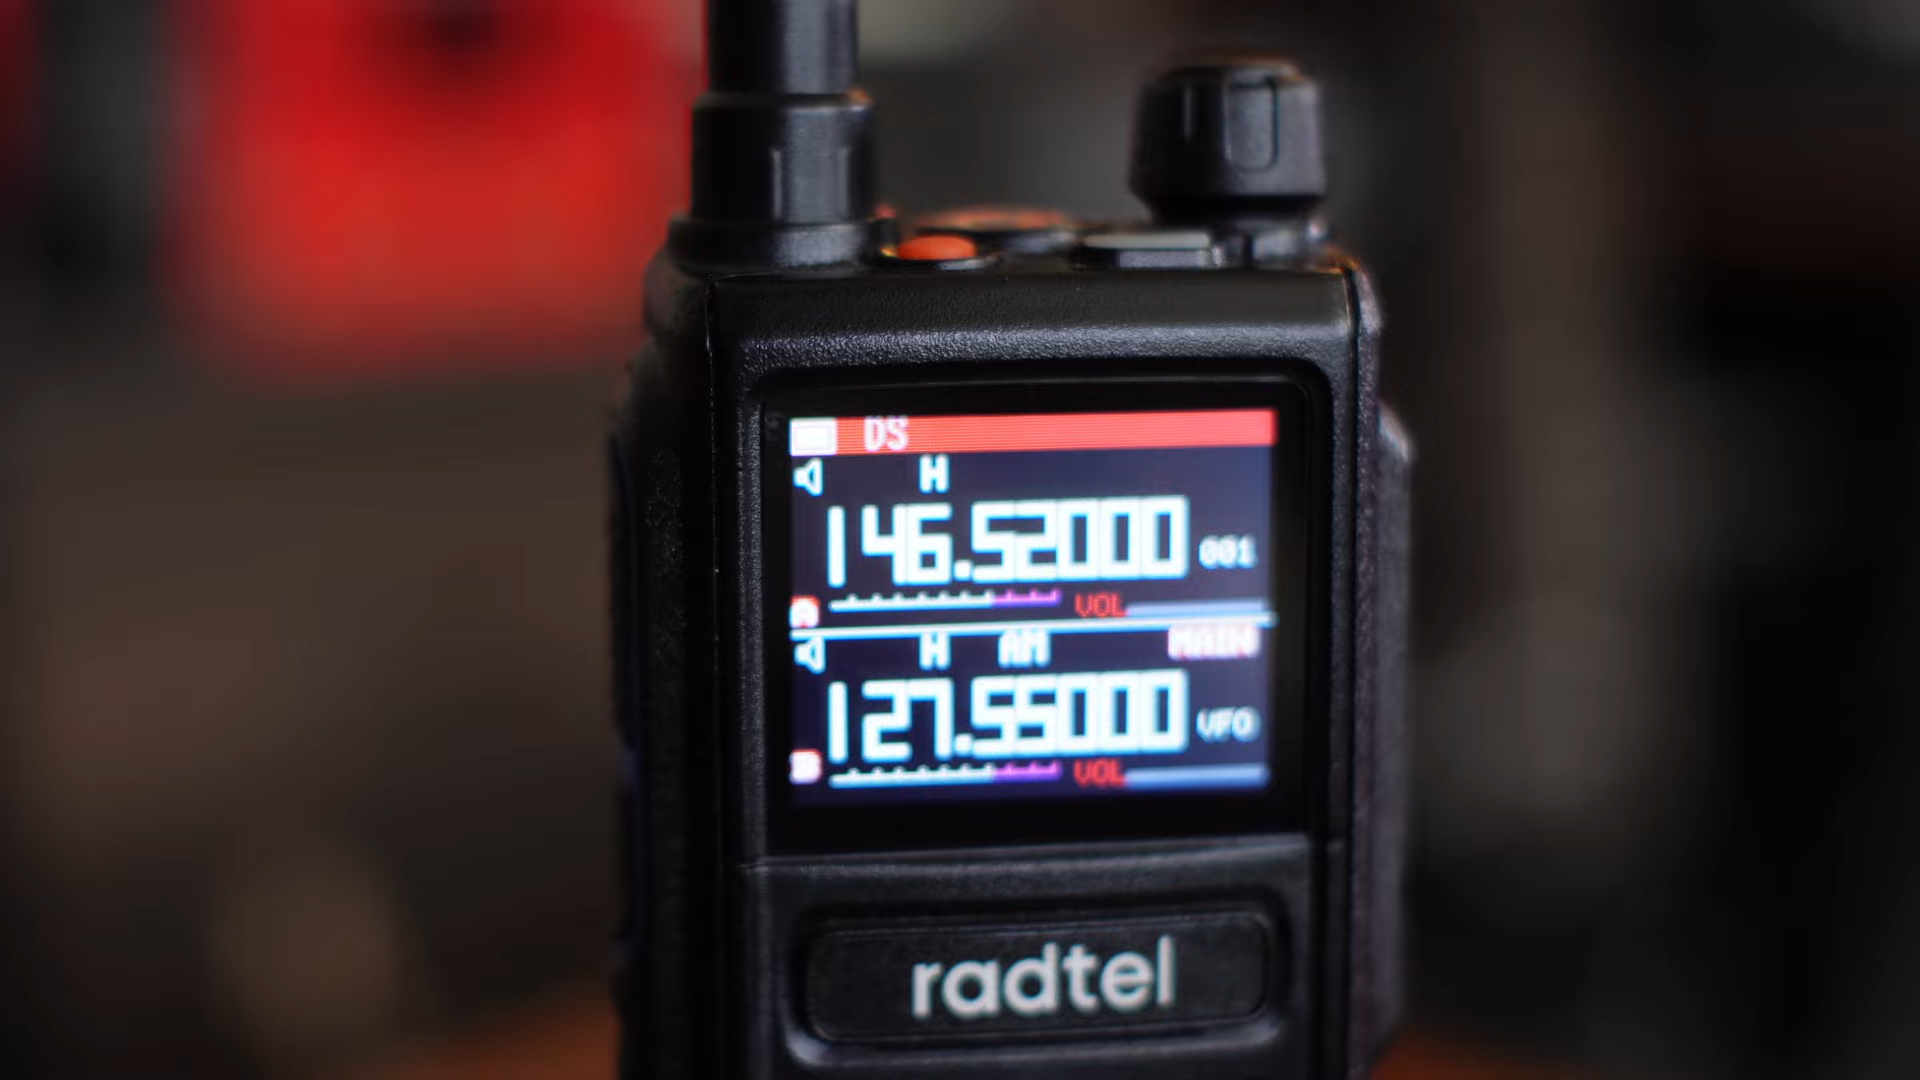 DS
H
146.52000 001
A VOL
H AM MAIN
127.55000 VFO
B VOL
radtel